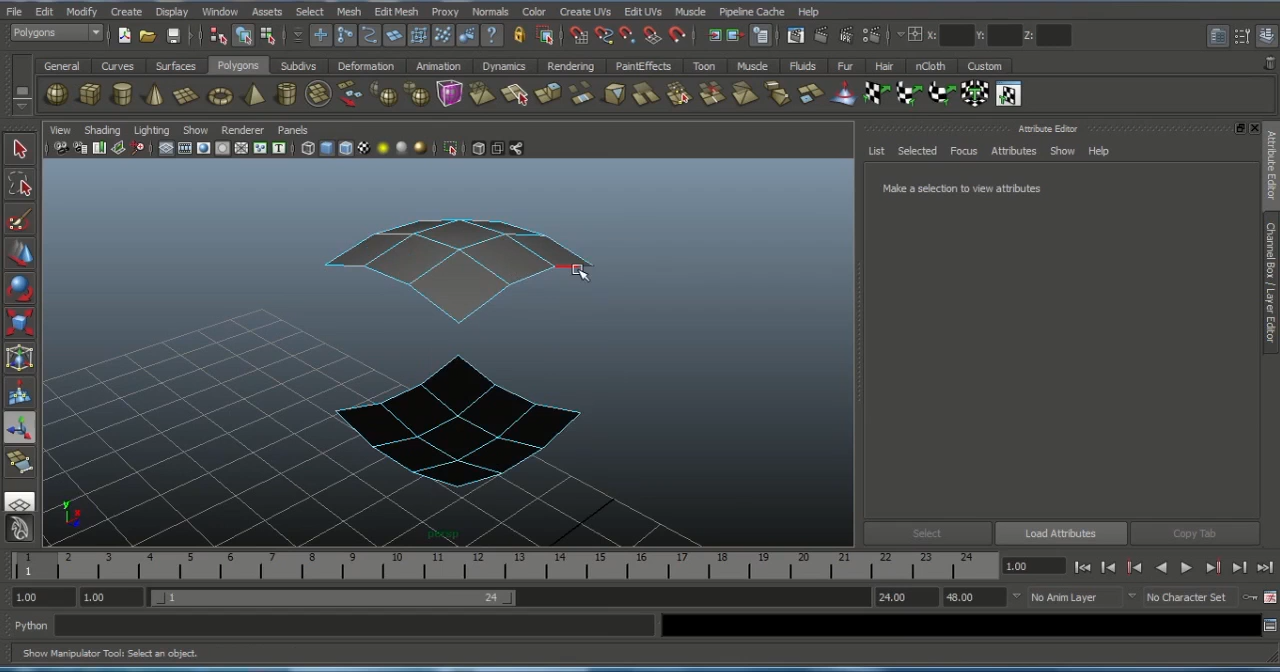 File Edit Modify Create Display Window Assets Select Mesh Edit Mesh Proxy Normals Color Create UVs Edit UVs Muscle Pipeline Cache Help
Polygons X: Y: Z:
General Curves Surfaces Polygons Subdivs Deformation Animation Dynamics Rendering PaintEffects Toon Muscle Fluids Fur Hair nCloth Custom
View Shading Lighting Show Renderer Panels
Attribute Editor
List Selected Focus Attributes Show Help
Make a selection to view attributes
Attribute Editor
Channel Box / Layer Editor
y
x
z
persp
Select Load Attributes Copy Tab
1 2 3 4 5 6 7 8 9 10 11 12 13 14 15 16 17 18 19 20 21 22 23 24
1
1.00
1.00 1.00 1 24 24.00 48.00 No Anim Layer No Character Set
Python
Show Manipulator Tool: Select an object.